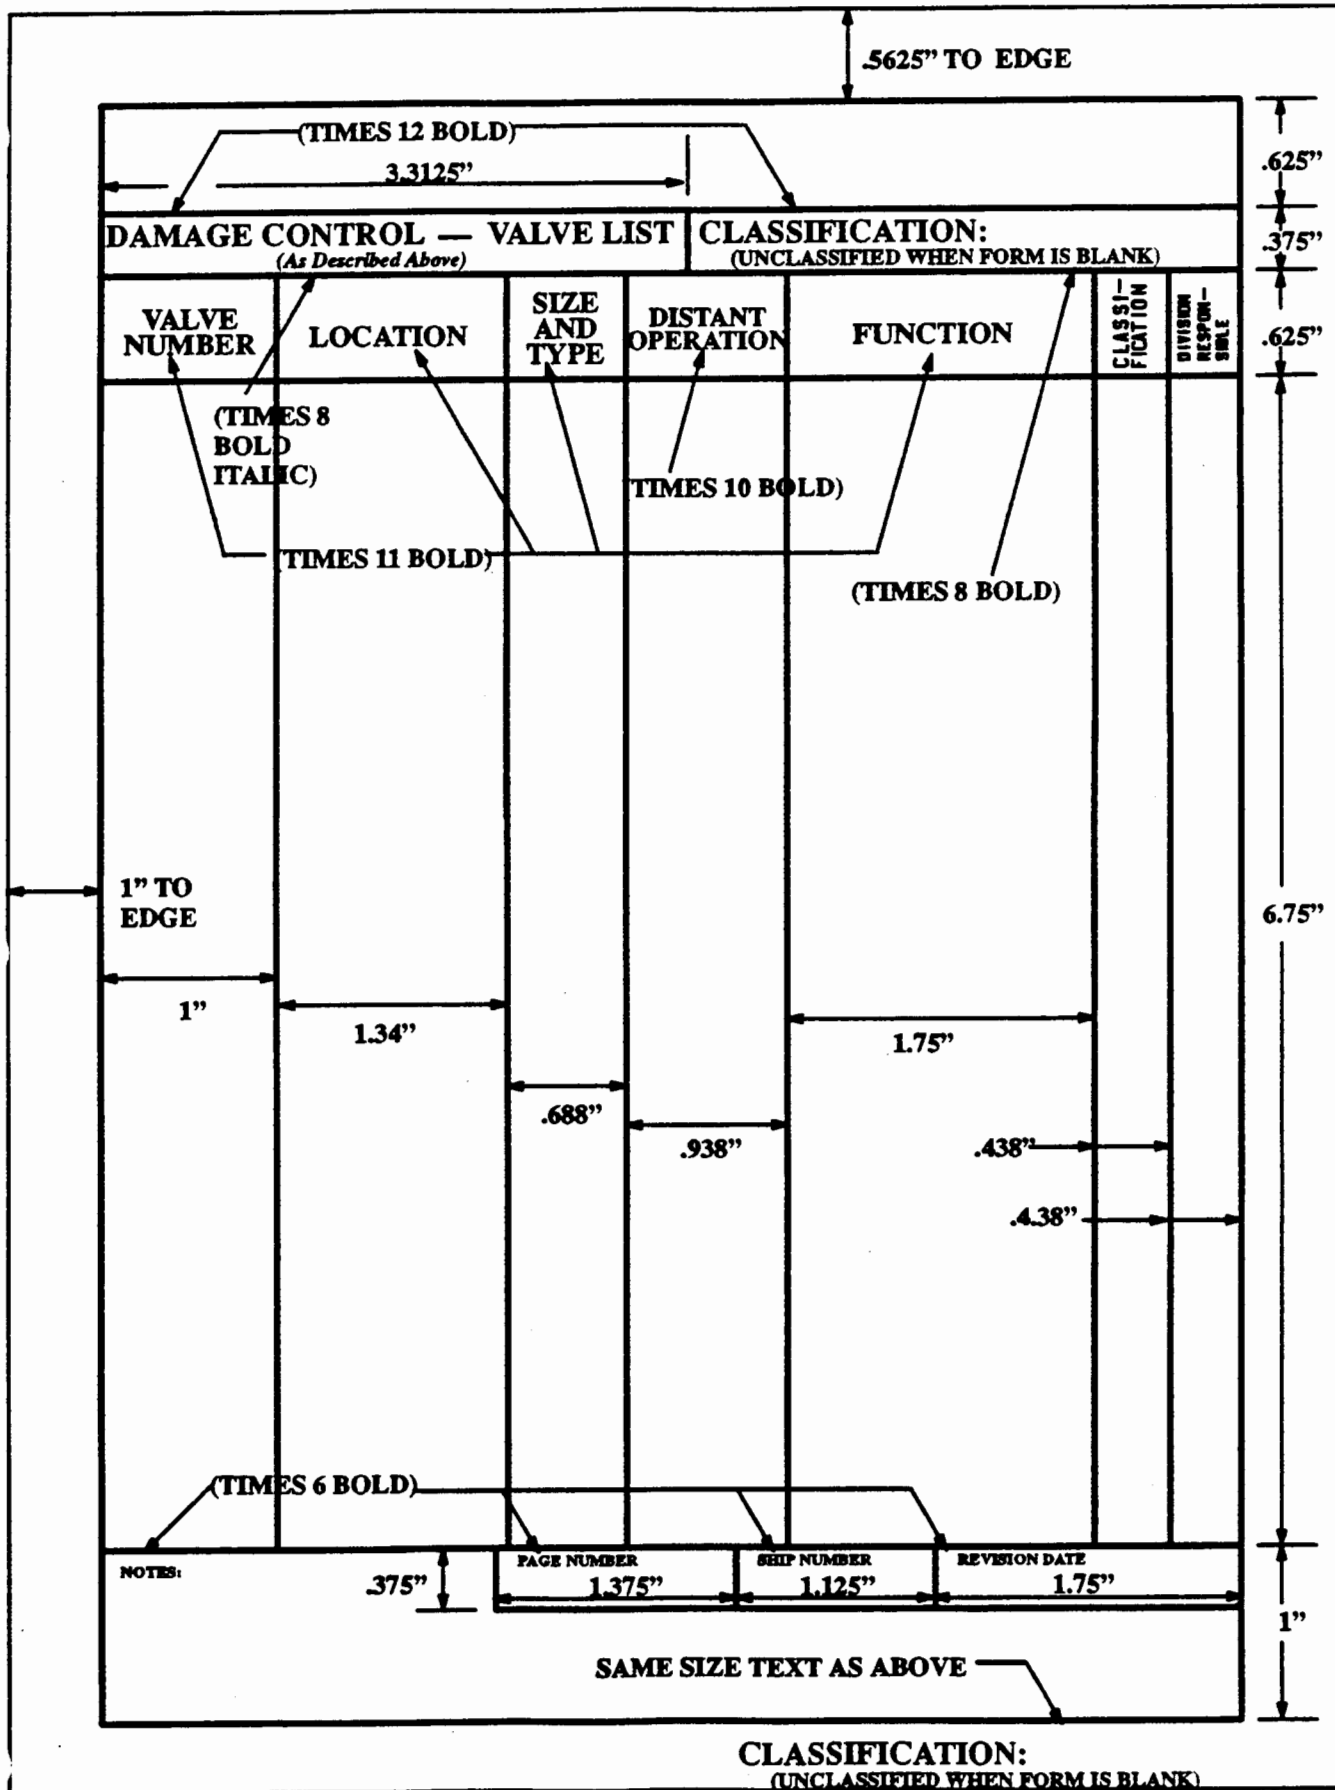 .5625” TO EDGE
(TIMES 12 BOLD)
3.3125”
.625”
DAMAGE CONTROL — VALVE LIST
(As Described Above)
CLASSIFICATION:
(UNCLASSIFIED WHEN FORM IS BLANK)
.375”
VALVE
NUMBER
LOCATION
SIZE
AND
TYPE
DISTANT
OPERATION
FUNCTION
CLASSI–
FICATION
DIVISION
RESPON–
SIBLE
.625”
(TIMES 8
BOLD
ITALIC)
(TIMES 10 BOLD)
(TIMES 11 BOLD)
(TIMES 8 BOLD)
1” TO
EDGE
6.75”
1”
1.34”
1.75”
.688”
.938”
.438”
.4.38”
(TIMES 6 BOLD)
NOTES:
.375”
PAGE NUMBER
1.375”
SHIP NUMBER
1.125”
REVISION DATE
1.75”
1”
SAME SIZE TEXT AS ABOVE
CLASSIFICATION:
(UNCLASSIFIED WHEN FORM IS BLANK)